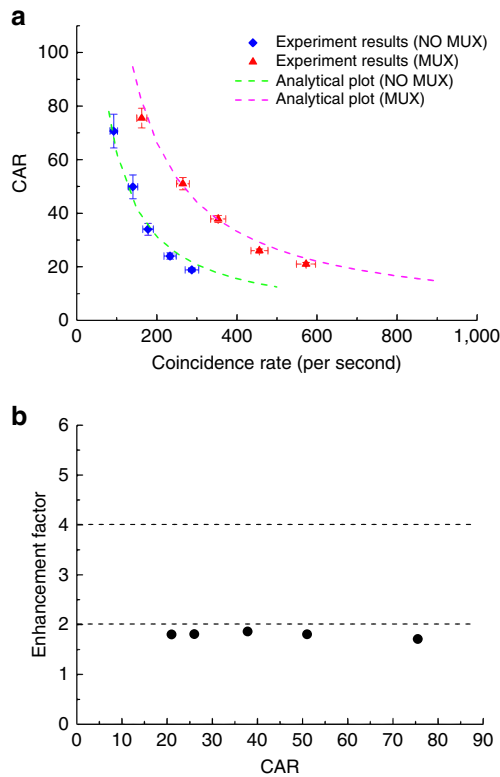 a
100
80
60
40
20
0
CAR
Experiment results (NO MUX)
Experiment results (MUX)
Analytical plot (NO MUX)
Analytical plot (MUX)
0 200 400 600 800 1,000
Coincidence rate (per second)
b
6
5
4
3
2
1
0
Enhancement factor
0 10 20 30 40 50 60 70 80 90
CAR